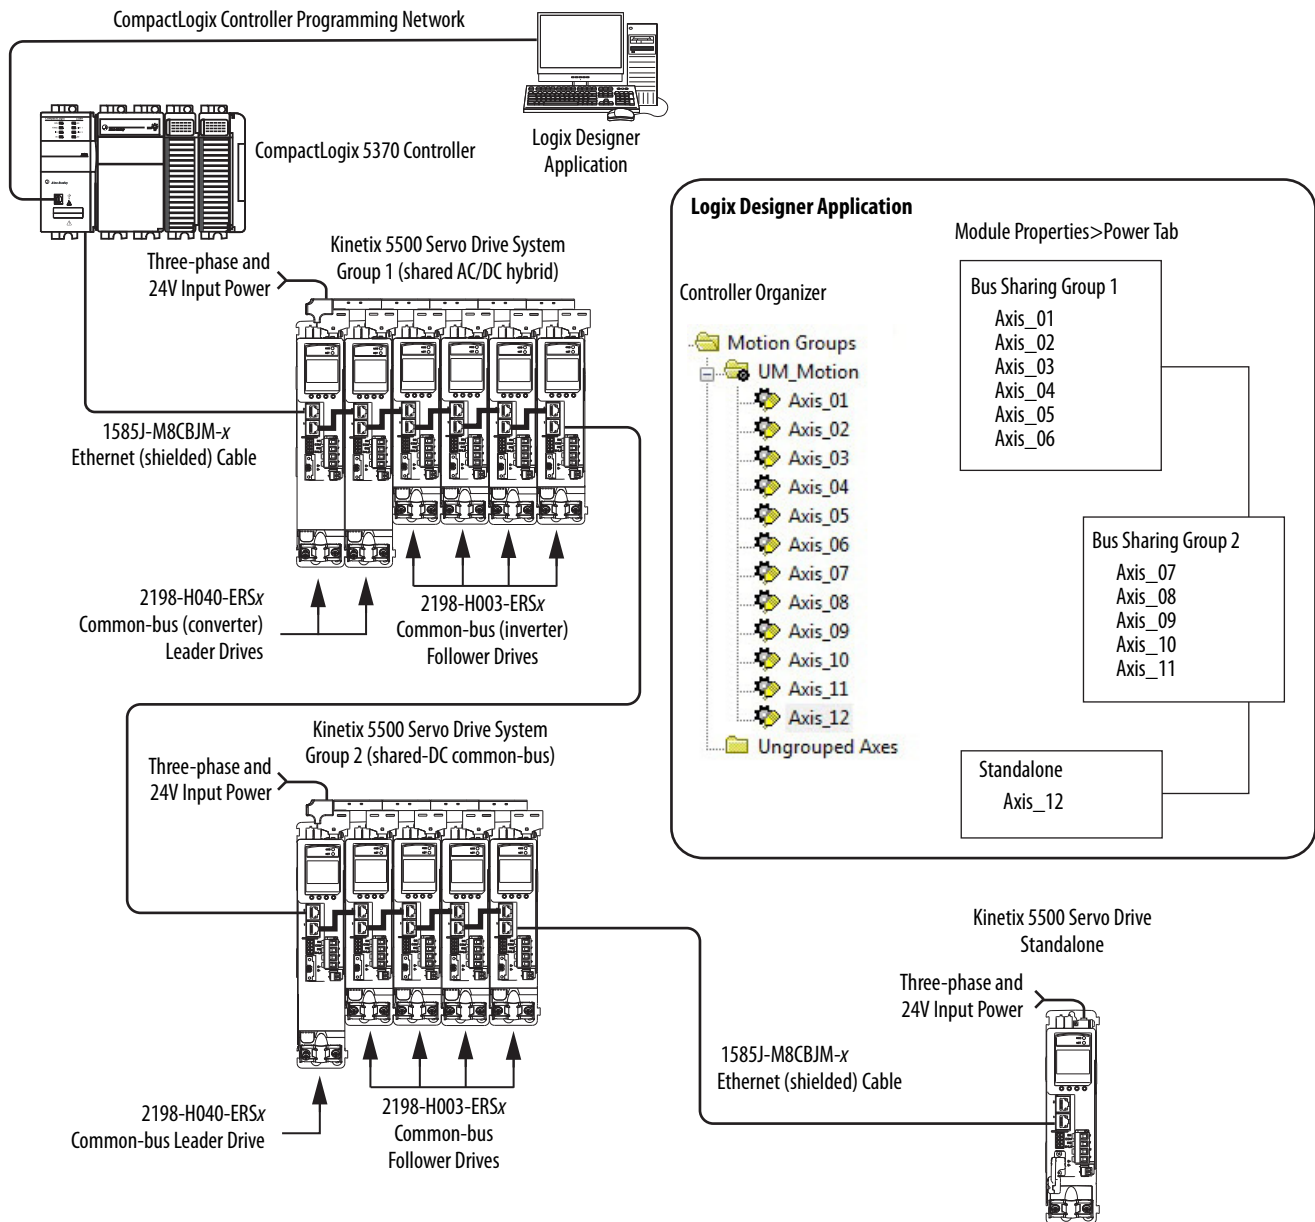 CompactLogix Controller Programming Network
Logix Designer
Application
CompactLogix 5370 Controller
Kinetix 5500 Servo Drive System
Group 1 (shared AC/DC hybrid)
Three-phase and
24V Input Power
1585J-M8CBJM-x
Ethernet (shielded) Cable
2198-H040-ERSx
Common-bus (converter)
Leader Drives
2198-H003-ERSx
Common-bus (inverter)
Follower Drives
Kinetix 5500 Servo Drive System
Group 2 (shared-DC common-bus)
Three-phase and
24V Input Power
2198-H040-ERSx
Common-bus Leader Drive
2198-H003-ERSx
Common-bus
Follower Drives
1585J-M8CBJM-x
Ethernet (shielded) Cable
Kinetix 5500 Servo Drive
Standalone
Three-phase and
24V Input Power
Logix Designer Application
Controller Organizer
Motion Groups
UM_Motion
Axis_01
Axis_02
Axis_03
Axis_04
Axis_05
Axis_06
Axis_07
Axis_08
Axis_09
Axis_10
Axis_11
Axis_12
Ungrouped Axes
Module Properties>Power Tab
Bus Sharing Group 1
Axis_01
Axis_02
Axis_03
Axis_04
Axis_05
Axis_06
Bus Sharing Group 2
Axis_07
Axis_08
Axis_09
Axis_10
Axis_11
Standalone
Axis_12